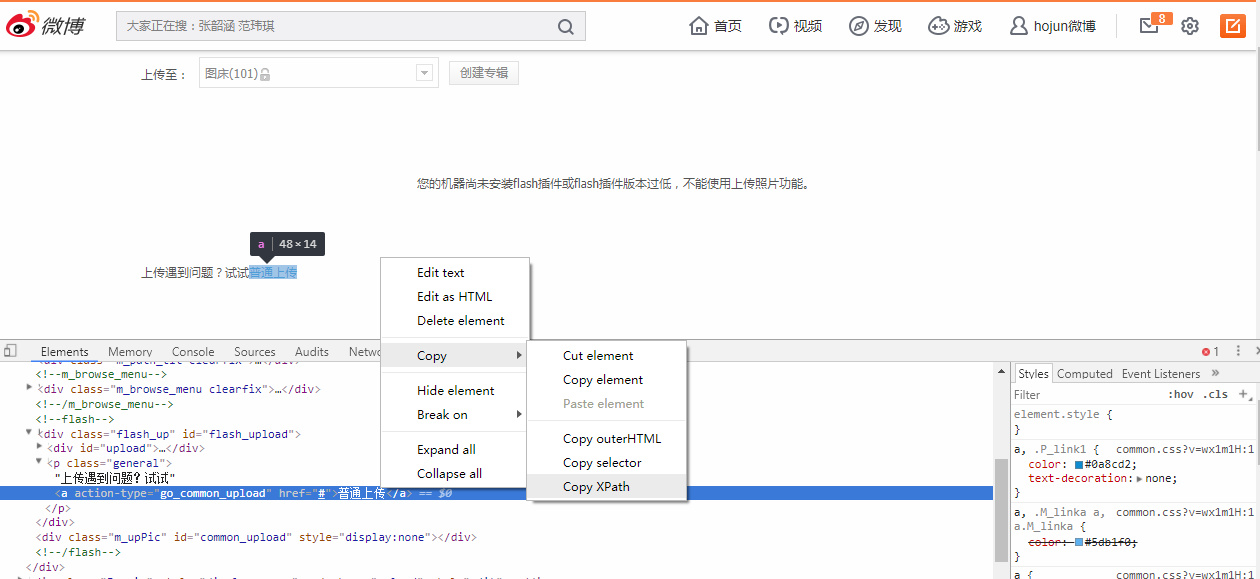 微博
大家正在搜：张韶涵 范玮琪
首页
视频
发现
游戏
hojun微博
8
上传至：
图床(101)
创建专辑
您的机器尚未安装flash插件或flash插件版本过低，不能使用上传照片功能。
a 48×14
上传遇到问题？试试普通上传
Edit text
Edit as HTML
Delete element
Copy
Hide element
Break on
Expand all
Collapse all
Cut element
Copy element
Paste element
Copy outerHTML
Copy selector
Copy XPath
Elements Memory Console Sources Audits Netwo
1
<!--m_browse_menu-->
<div class="m_browse_menu clearfix">…</div>
<!--/m_browse_menu-->
<!--flash-->
<div class="flash_up" id="flash_upload">
<div id="upload">…</div>
<p class="general">
"上传遇到问题？试试"
<a action-type="go_common_upload" href="#">普通上传</a> == $0
</p>
</div>
<div class="m_upPic" id="common_upload" style="display:none"></div>
<!--/flash-->
</div>
Styles Computed Event Listeners »
Filter :hov .cls +
element.style {
}
a, .P_link1 { common.css?v=wx1m1H:1
color: #0a8cd2;
text-decoration: none;
}
a, .M_linka a, common.css?v=wx1m1H:1
a.M_linka {
color: #5db1f0;
}
a { common.css?v=wx1m1H:1